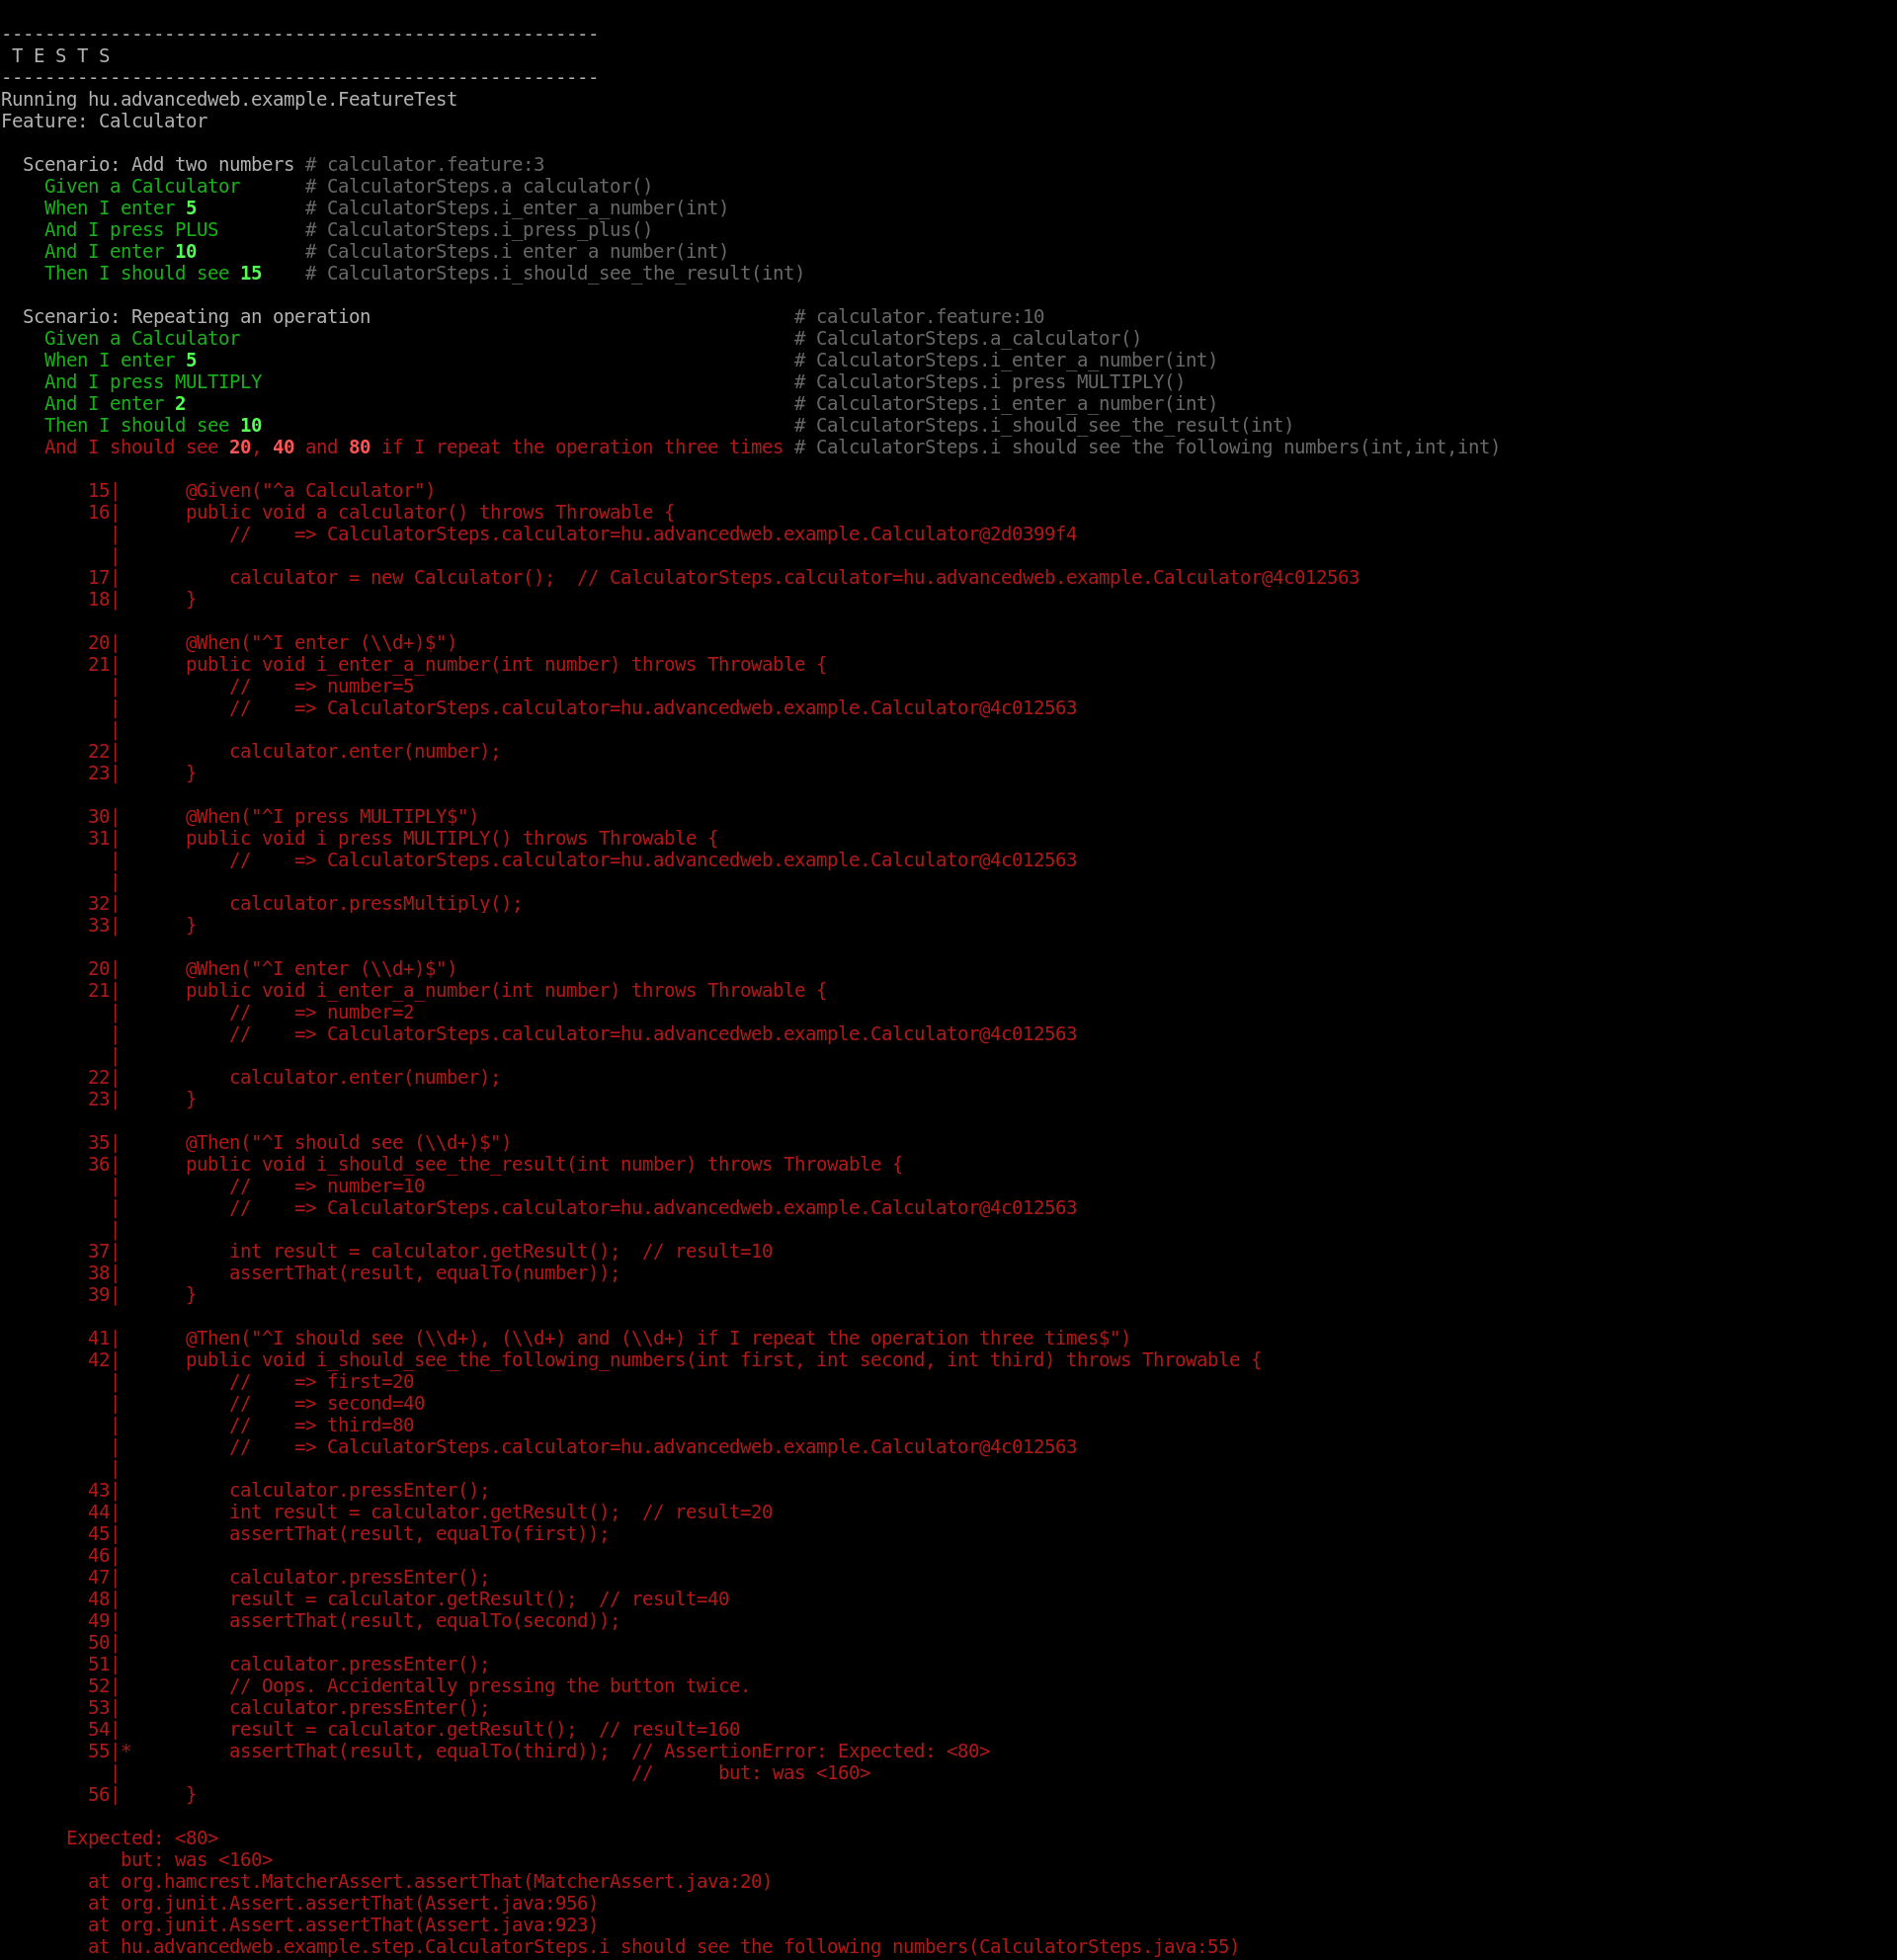 -------------------------------------------------------
 T E S T S
-------------------------------------------------------
Running hu.advancedweb.example.FeatureTest
Feature: Calculator

  Scenario: Add two numbers # calculator.feature:3
    Given a Calculator      # CalculatorSteps.a calculator()
    When I enter 5          # CalculatorSteps.i_enter_a_number(int)
    And I press PLUS        # CalculatorSteps.i_press_plus()
    And I enter 10          # CalculatorSteps.i enter a number(int)
    Then I should see 15    # CalculatorSteps.i_should_see_the_result(int)

  Scenario: Repeating an operation                                       # calculator.feature:10
    Given a Calculator                                                   # CalculatorSteps.a_calculator()
    When I enter 5                                                       # CalculatorSteps.i_enter_a_number(int)
    And I press MULTIPLY                                                 # CalculatorSteps.i press MULTIPLY()
    And I enter 2                                                        # CalculatorSteps.i_enter_a_number(int)
    Then I should see 10                                                 # CalculatorSteps.i_should_see_the_result(int)
    And I should see 20, 40 and 80 if I repeat the operation three times # CalculatorSteps.i should see the following numbers(int,int,int)

        15|      @Given("^a Calculator")
        16|      public void a calculator() throws Throwable {
          |          //    => CalculatorSteps.calculator=hu.advancedweb.example.Calculator@2d0399f4
          |
        17|          calculator = new Calculator();  // CalculatorSteps.calculator=hu.advancedweb.example.Calculator@4c012563
        18|      }

        20|      @When("^I enter (\\d+)$")
        21|      public void i_enter_a_number(int number) throws Throwable {
          |          //    => number=5
          |          //    => CalculatorSteps.calculator=hu.advancedweb.example.Calculator@4c012563
          |
        22|          calculator.enter(number);
        23|      }

        30|      @When("^I press MULTIPLY$")
        31|      public void i press MULTIPLY() throws Throwable {
          |          //    => CalculatorSteps.calculator=hu.advancedweb.example.Calculator@4c012563
          |
        32|          calculator.pressMultiply();
        33|      }

        20|      @When("^I enter (\\d+)$")
        21|      public void i_enter_a_number(int number) throws Throwable {
          |          //    => number=2
          |          //    => CalculatorSteps.calculator=hu.advancedweb.example.Calculator@4c012563
          |
        22|          calculator.enter(number);
        23|      }

        35|      @Then("^I should see (\\d+)$")
        36|      public void i_should_see_the_result(int number) throws Throwable {
          |          //    => number=10
          |          //    => CalculatorSteps.calculator=hu.advancedweb.example.Calculator@4c012563
          |
        37|          int result = calculator.getResult();  // result=10
        38|          assertThat(result, equalTo(number));
        39|      }

        41|      @Then("^I should see (\\d+), (\\d+) and (\\d+) if I repeat the operation three times$")
        42|      public void i_should_see_the_following_numbers(int first, int second, int third) throws Throwable {
          |          //    => first=20
          |          //    => second=40
          |          //    => third=80
          |          //    => CalculatorSteps.calculator=hu.advancedweb.example.Calculator@4c012563
          |
        43|          calculator.pressEnter();
        44|          int result = calculator.getResult();  // result=20
        45|          assertThat(result, equalTo(first));
        46|
        47|          calculator.pressEnter();
        48|          result = calculator.getResult();  // result=40
        49|          assertThat(result, equalTo(second));
        50|
        51|          calculator.pressEnter();
        52|          // Oops. Accidentally pressing the button twice.
        53|          calculator.pressEnter();
        54|          result = calculator.getResult();  // result=160
        55|*         assertThat(result, equalTo(third));  // AssertionError: Expected: <80>
          |                                               //      but: was <160>
        56|      }

      Expected: <80>
           but: was <160>
        at org.hamcrest.MatcherAssert.assertThat(MatcherAssert.java:20)
        at org.junit.Assert.assertThat(Assert.java:956)
        at org.junit.Assert.assertThat(Assert.java:923)
        at hu.advancedweb.example.step.CalculatorSteps.i should see the following numbers(CalculatorSteps.java:55)